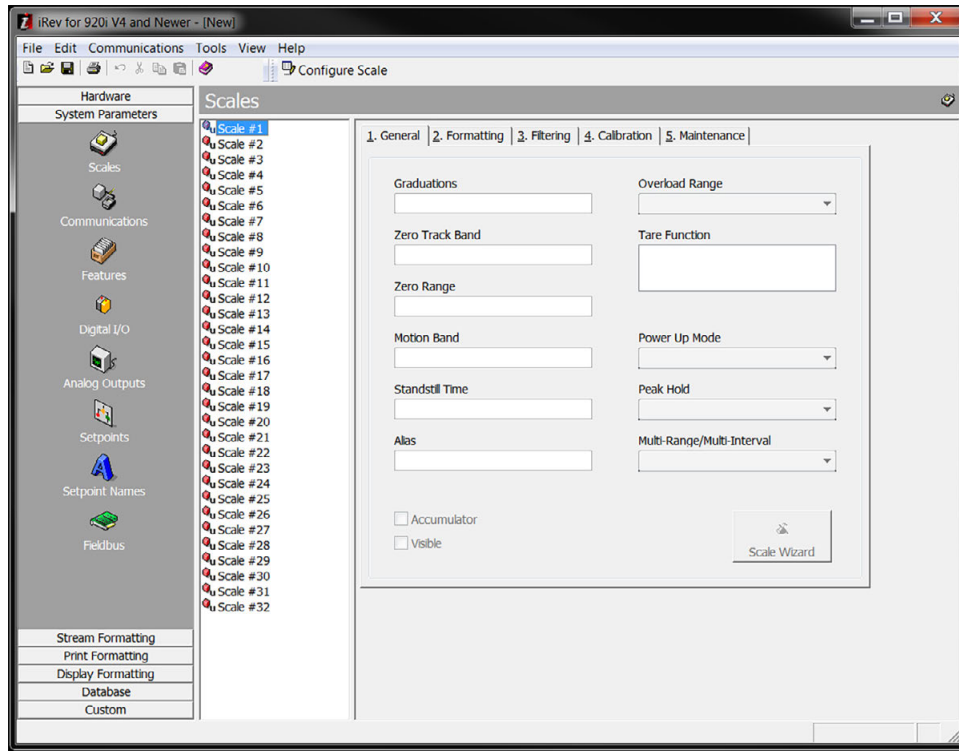 iRev for 920i V4 and Newer - [New]
File Edit Communications Tools View Help
Configure Scale
Hardware
System Parameters
Scales
Communications
Features
Digital I/O
Analog Outputs
Setpoints
Setpoint Names
Fieldbus
Stream Formatting
Print Formatting
Display Formatting
Database
Custom
Scales
u Scale #1
u Scale #2
u Scale #3
u Scale #4
u Scale #5
u Scale #6
u Scale #7
u Scale #8
u Scale #9
u Scale #10
u Scale #11
u Scale #12
u Scale #13
u Scale #14
u Scale #15
u Scale #16
u Scale #17
u Scale #18
u Scale #19
u Scale #20
u Scale #21
u Scale #22
u Scale #23
u Scale #24
u Scale #25
u Scale #26
u Scale #27
u Scale #28
u Scale #29
u Scale #30
u Scale #31
u Scale #32
1. General 2. Formatting 3. Filtering 4. Calibration 5. Maintenance
Graduations
Zero Track Band
Zero Range
Motion Band
Standstill Time
Alias
Accumulator
Visible
Overload Range
Tare Function
Power Up Mode
Peak Hold
Multi-Range/Multi-Interval
Scale Wizard